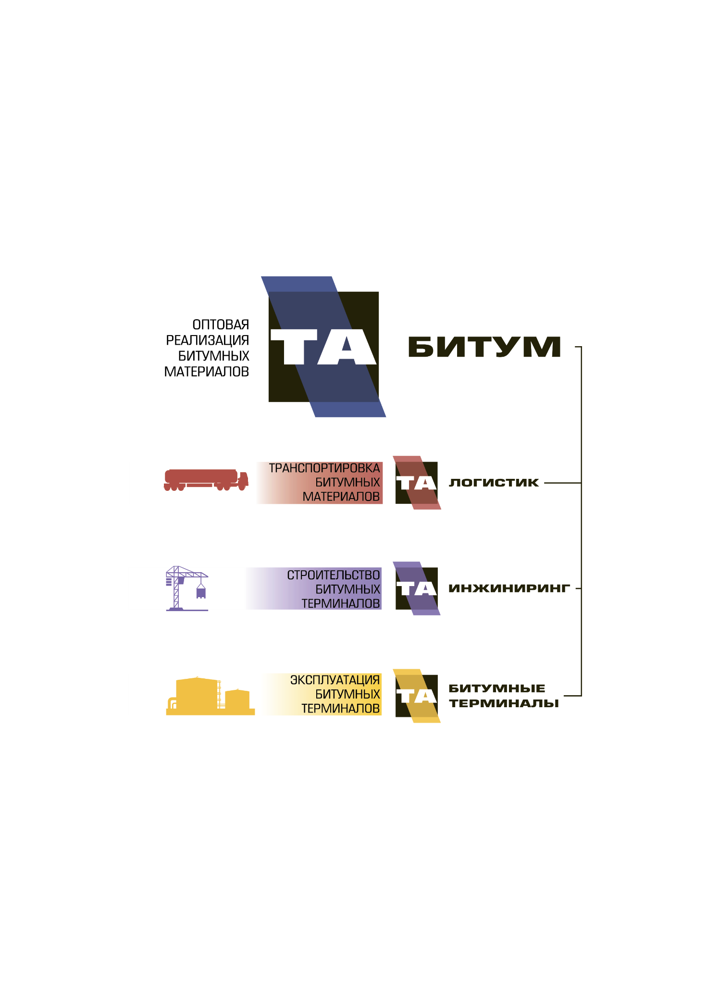 ОПТОВАЯ
РЕАЛИЗАЦИЯ
БИТУМНЫХ
МАТЕРИАЛОВ
ТА
БИТУМ
ТРАНСПОРТИРОВКА
БИТУМНЫХ
МАТЕРИАЛОВ
ТА
ЛОГИСТИК
СТРОИТЕЛЬСТВО
БИТУМНЫХ
ТЕРМИНАЛОВ
ТА
ИНЖИНИРИНГ
ЭКСПЛУАТАЦИЯ
БИТУМНЫХ
ТЕРМИНАЛОВ
ТА
БИТУМНЫЕ
ТЕРМИНАЛЫ